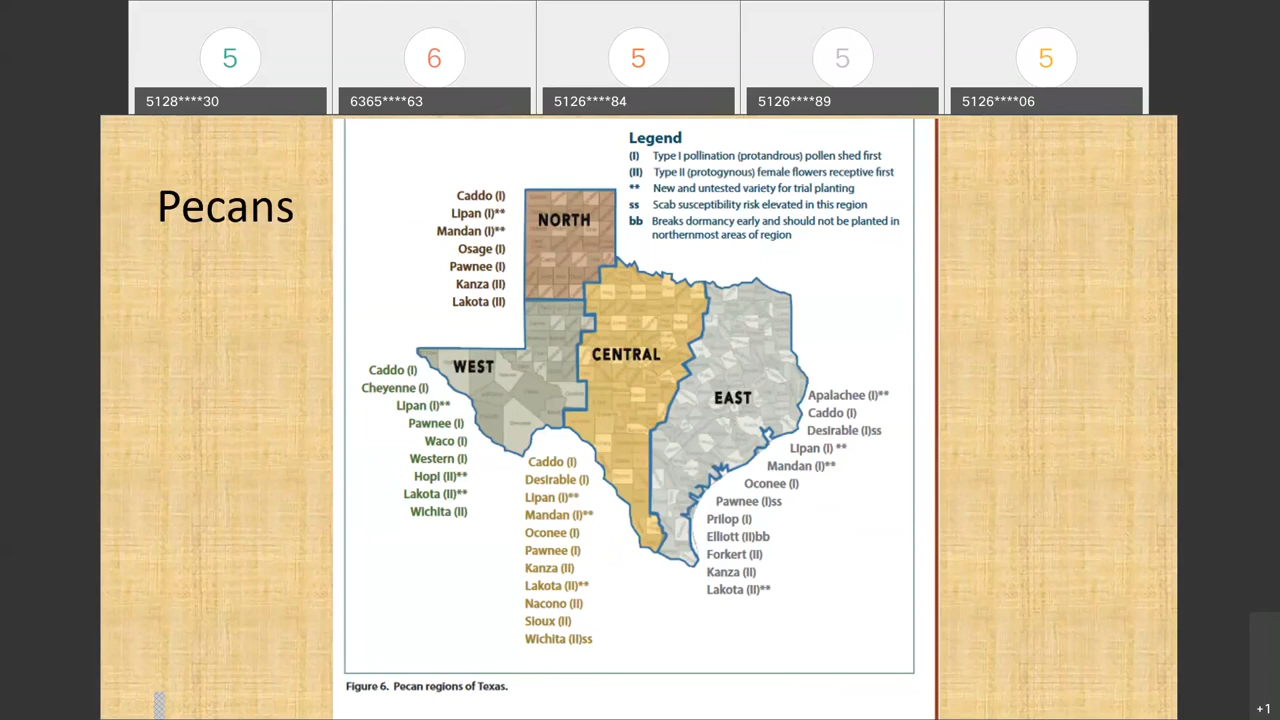 5
6
5
5
5
5128****30
6365****63
5126****84
5126****89
5126****06
Pecans
Legend
(I) Type I pollination (protandrous) pollen shed first
(II) Type II (protogynous) female flowers receptive first
** New and untested variety for trial planting
ss Scab susceptibility risk elevated in this region
bb Breaks dormancy early and should not be planted in
northernmost areas of region
NORTH
Caddo (I)
Lipan (I)**
Mandan (I)**
Osage (I)
Pawnee (I)
Kanza (II)
Lakota (II)
WEST
Caddo (I)
Cheyenne (I)
Lipan (I)**
Pawnee (I)
Waco (I)
Western (I)
Hopi (II)**
Lakota (II)**
Wichita (II)
CENTRAL
Caddo (I)
Desirable (I)
Lipan (I)**
Mandan (I)**
Oconee (I)
Pawnee (I)
Kanza (II)
Lakota (II)**
Nacono (II)
Sioux (II)
Wichita (II)ss
EAST
Apalachee (I)**
Caddo (I)
Desirable (I)ss
Lipan (I) **
Mandan (I)**
Oconee (I)
Pawnee (I)ss
Prilop (I)
Elliott (II)bb
Forkert (II)
Kanza (II)
Lakota (II)**
Figure 6. Pecan regions of Texas.
+1